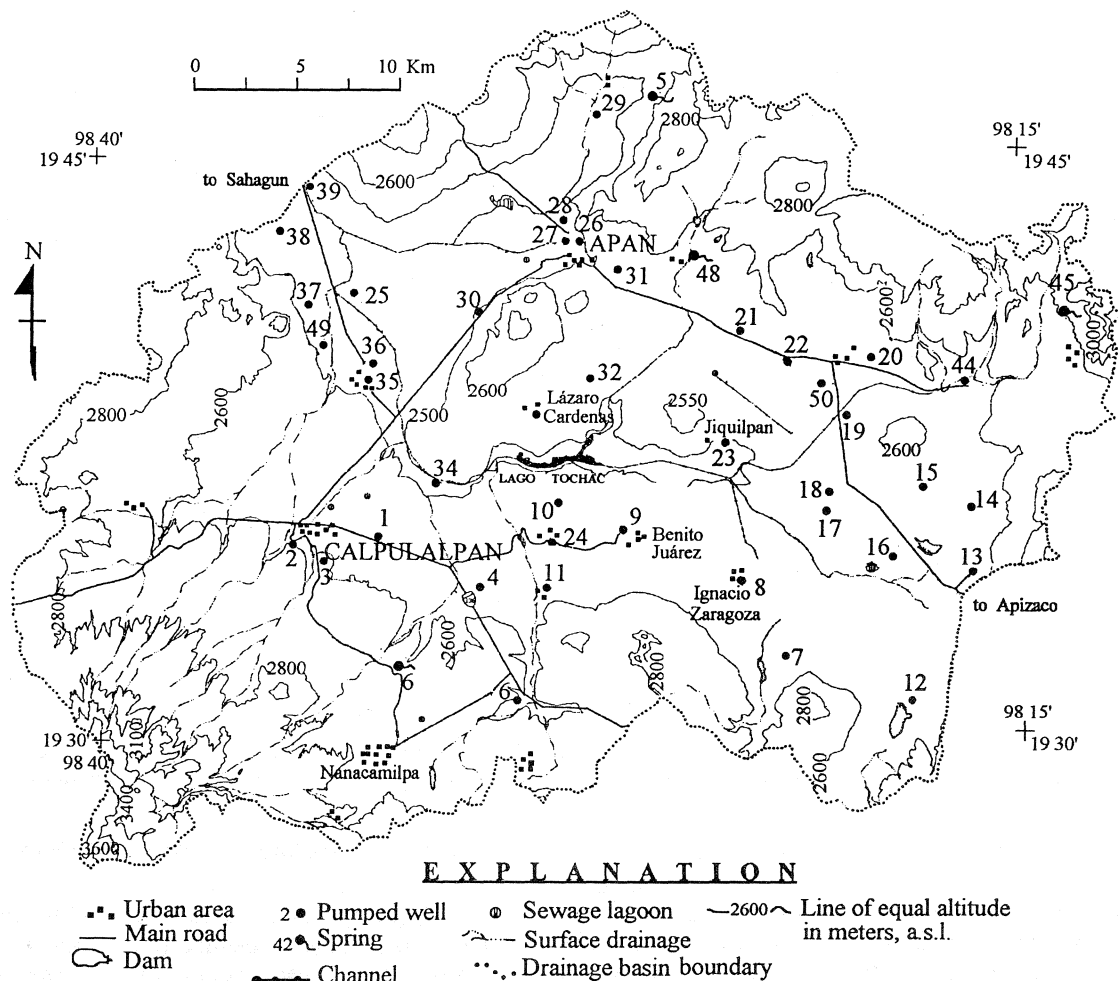 0 5 10 Km
5
29
2800
98 40'
19 45'
98 15'
19 45'
to Sahagun
39
2600
2800
28
26
38
27
APAN
N
48
31
45
37
25
2600
30
3000
49
21
22
20
36
2600
44
35
32
2800
2600
2500
Lázaro
Cardenas
2550
50
19
Jiquilpan
2600
23
34
LAGO TOCHAC
15
18
14
10
17
1
9
Benito
Juárez
24
2
CALPULALPAN
16
3
13
4
11
Ignacio
Zaragoza
8
to Apizaco
2800
2600
7
2800
6
2800
6
12
2800
98 15'
19 30'
19 30'
98 40'
3100
2600
Nanacamilpa
3400
3600
EXPLANATION
Urban area
2 Pumped well
Sewage lagoon
2600 Line of equal altitude
in meters, a.s.l.
Main road
42 Spring
Surface drainage
Dam
Channel
Drainage basin boundary